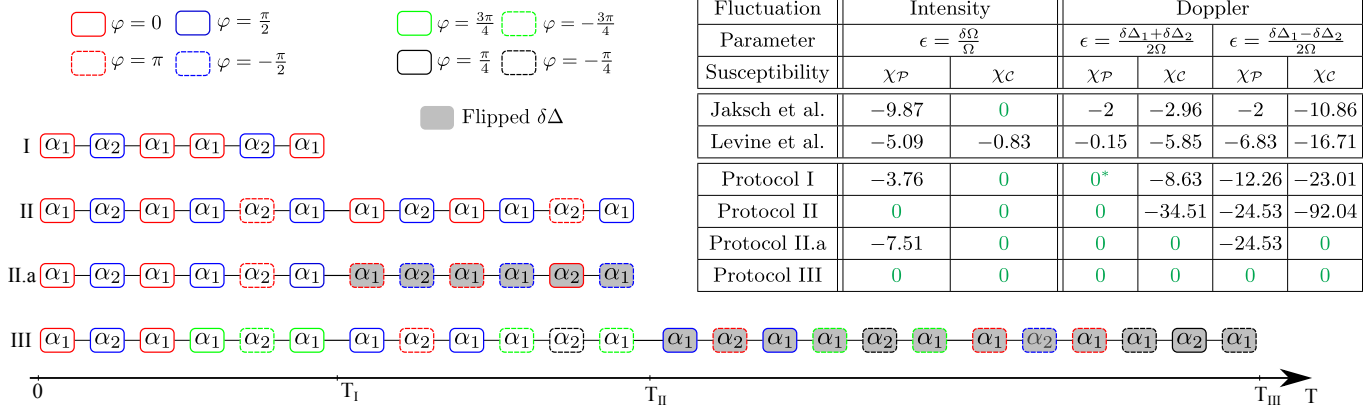 φ = 0 φ = π/2 φ = 3π/4 φ = −3π/4
φ = π φ = −π/2 φ = π/4 φ = −π/4
Flipped δΔ
I α₁ α₂ α₁ α₁ α₂ α₁
II α₁ α₂ α₁ α₁ α₂ α₁ α₁ α₂ α₁ α₁ α₂ α₁
II.a α₁ α₂ α₁ α₁ α₂ α₁ α₁ α₂ α₁ α₁ α₂ α₁
III α₁ α₂ α₁ α₁ α₂ α₁ α₁ α₂ α₁ α₁ α₂ α₁ α₁ α₂ α₁ α₁ α₂ α₁ α₁ α₂ α₁ α₁ α₂ α₁
0 T_I T_II T_III T
Fluctuation Intensity Doppler
Parameter ϵ = δΩ/Ω ϵ = (δΔ₁+δΔ₂)/2Ω ϵ = (δΔ₁−δΔ₂)/2Ω
Susceptibility χ_𝒫 χ_𝒞 χ_𝒫 χ_𝒞 χ_𝒫 χ_𝒞
Jaksch et al. −9.87 0 −2 −2.96 −2 −10.86
Levine et al. −5.09 −0.83 −0.15 −5.85 −6.83 −16.71
Protocol I −3.76 0 0* −8.63 −12.26 −23.01
Protocol II 0 0 0 −34.51 −24.53 −92.04
Protocol II.a −7.51 0 0 0 −24.53 0
Protocol III 0 0 0 0 0 0